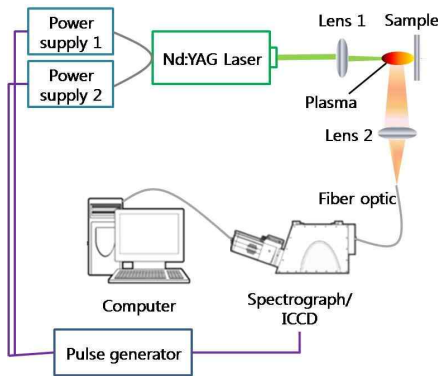 Power
supply 1
Power
supply 2
Nd:YAG Laser
Lens 1
Sample
Plasma
Lens 2
Fiber optic
Computer
Spectrograph/
ICCD
Pulse generator